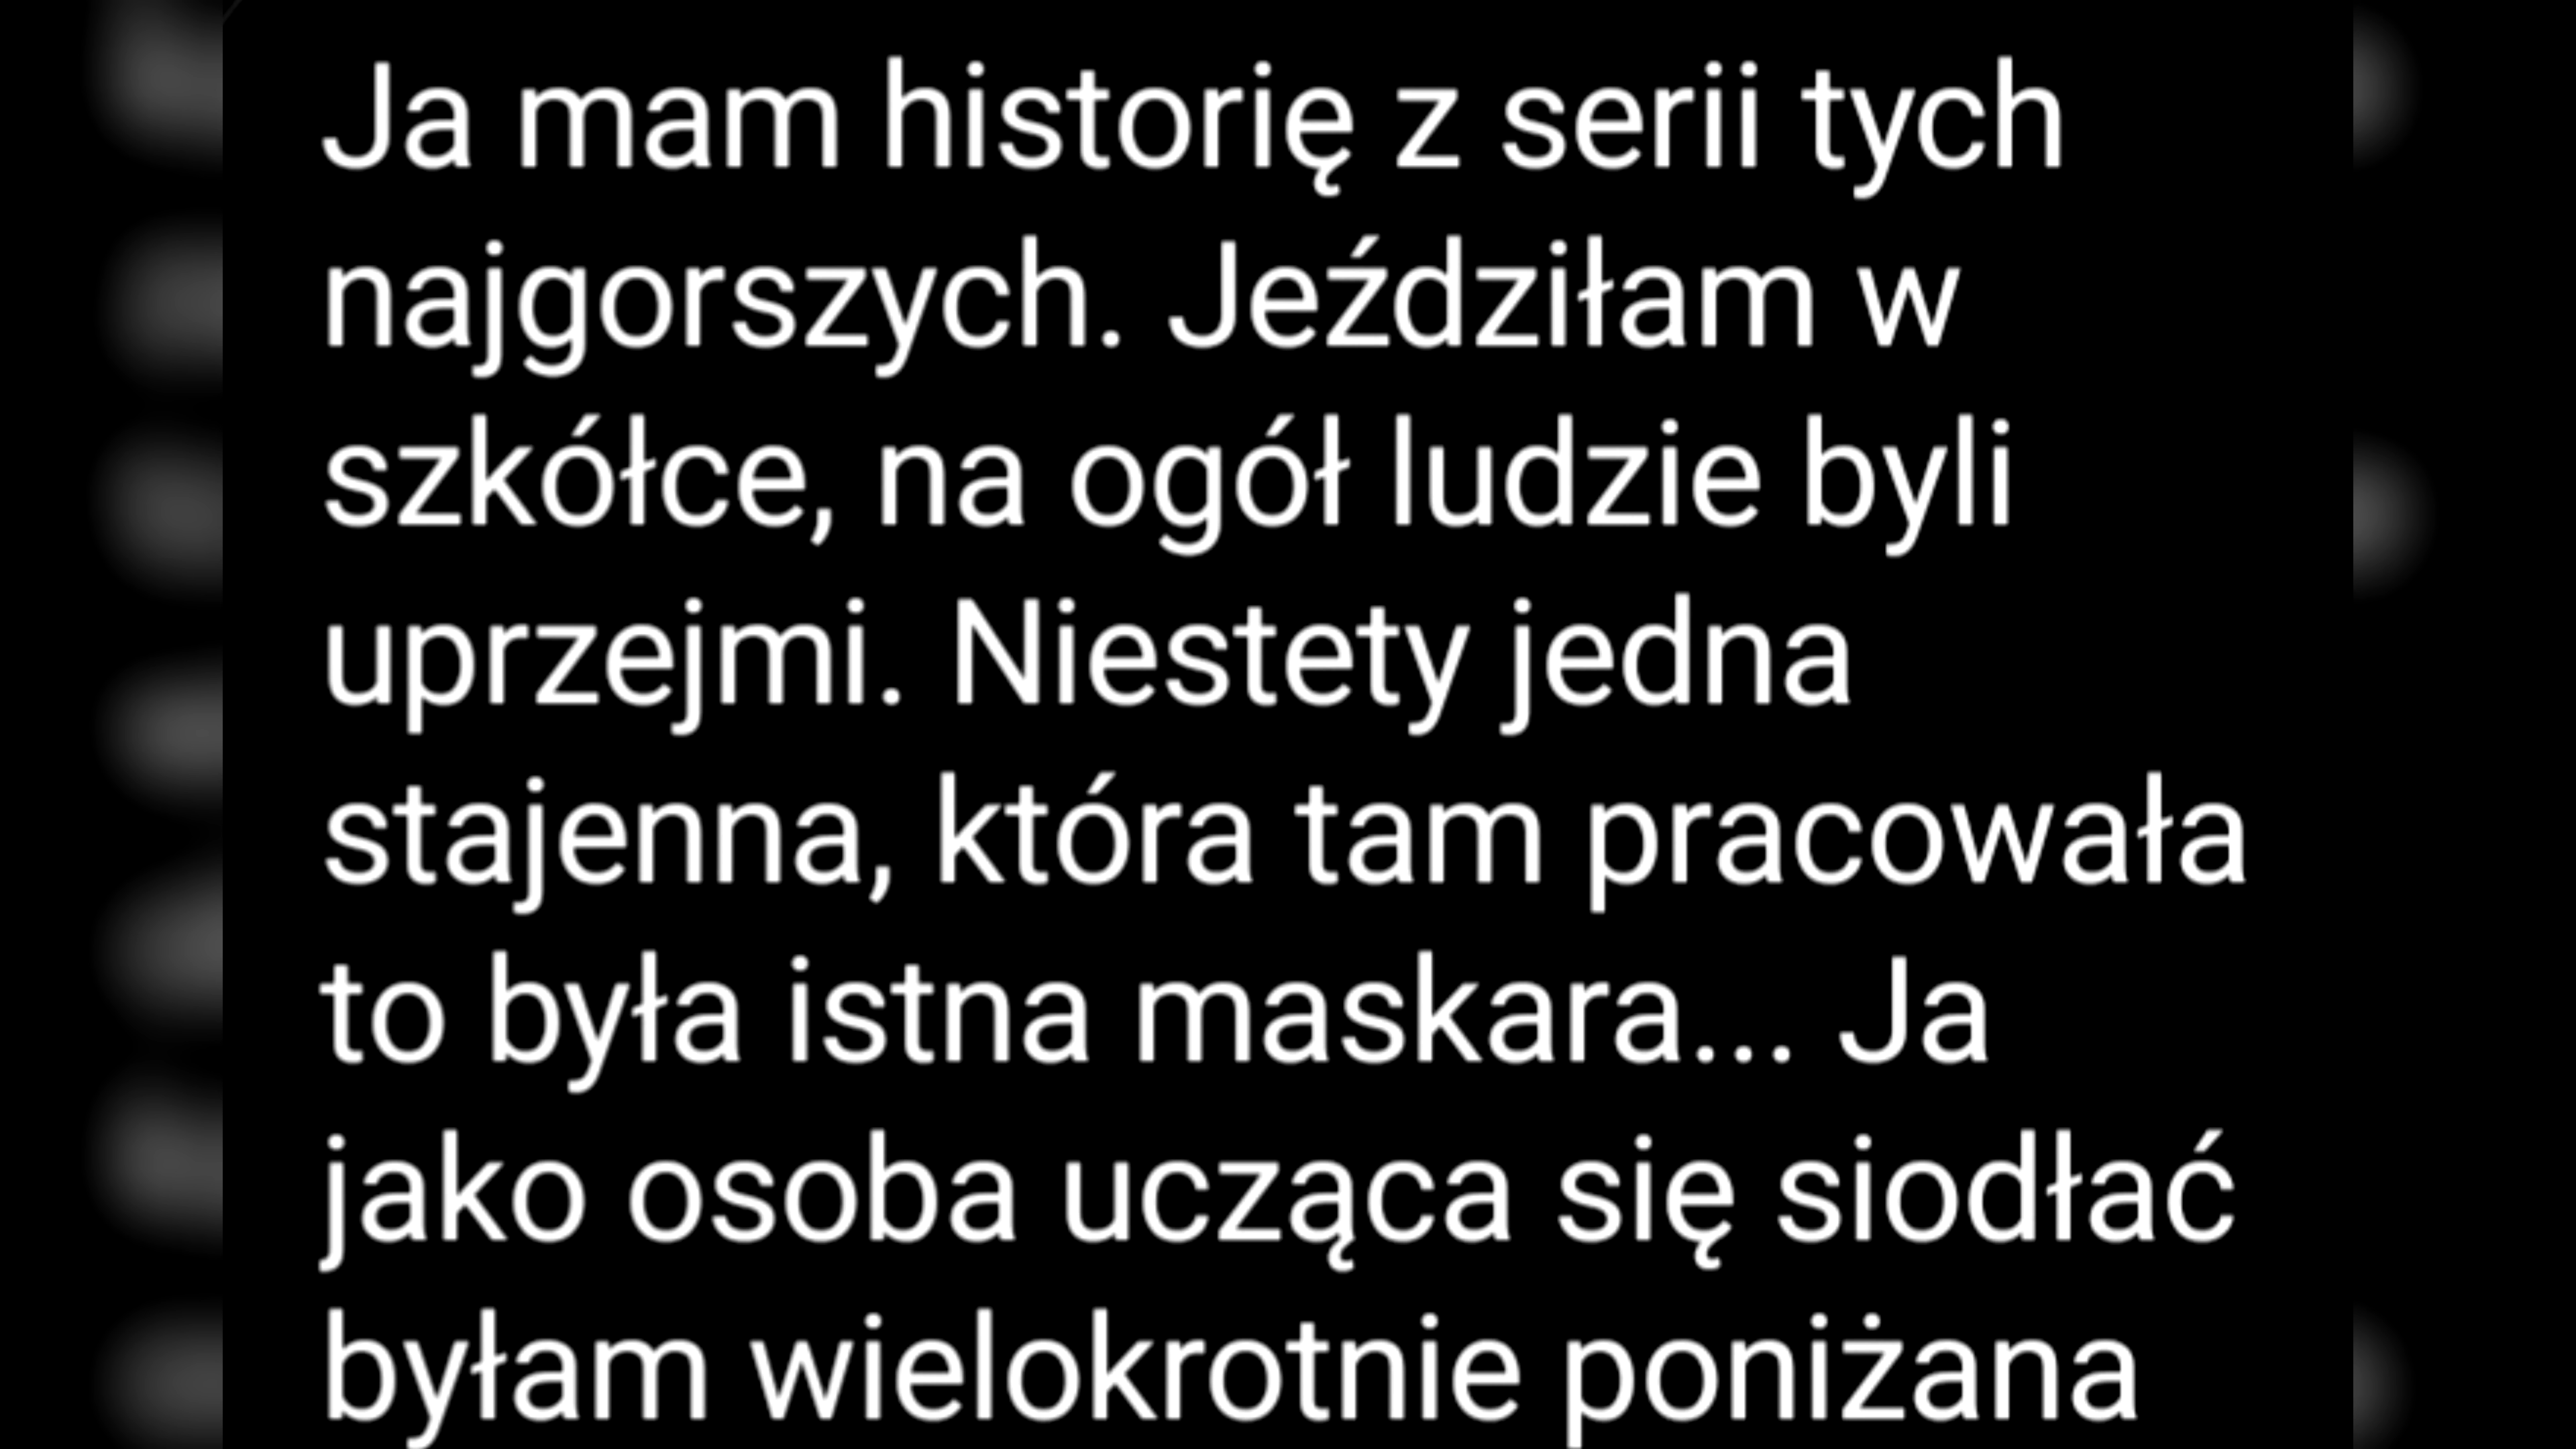 Ja mam historię z serii tych
najgorszych. Jeździłam w
szkółce, na ogół ludzie byli
uprzejmi. Niestety jedna
stajenna, która tam pracowała
to była istna maskara... Ja
jako osoba ucząca się siodłać
byłam wielokrotnie poniżana